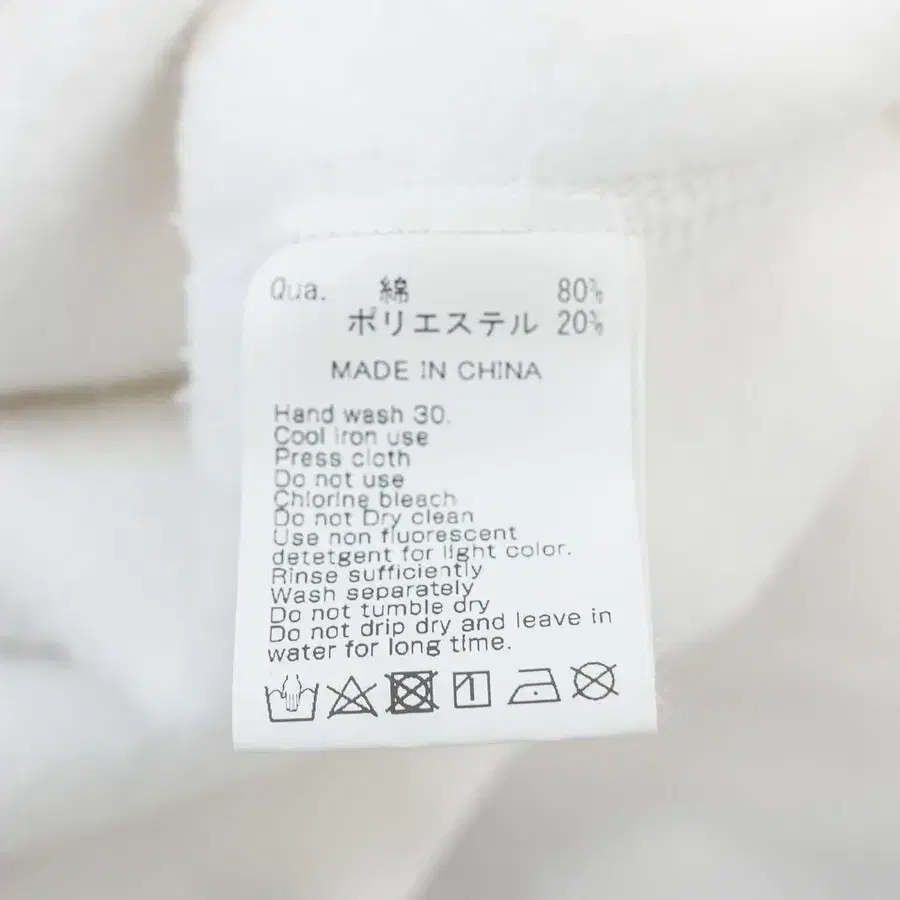 Qua. 綿 80%
ポリエステル 20%
MADE IN CHINA
Hand wash 30.
Cool iron use
Press cloth
Do not use
Chlorine bleach
Do not Dry clean
Use non fluorescent
detetgent for light color.
Rinse sufficiently
Wash separately
Do not tumble dry
Do not drip dry and leave in
water for long time.